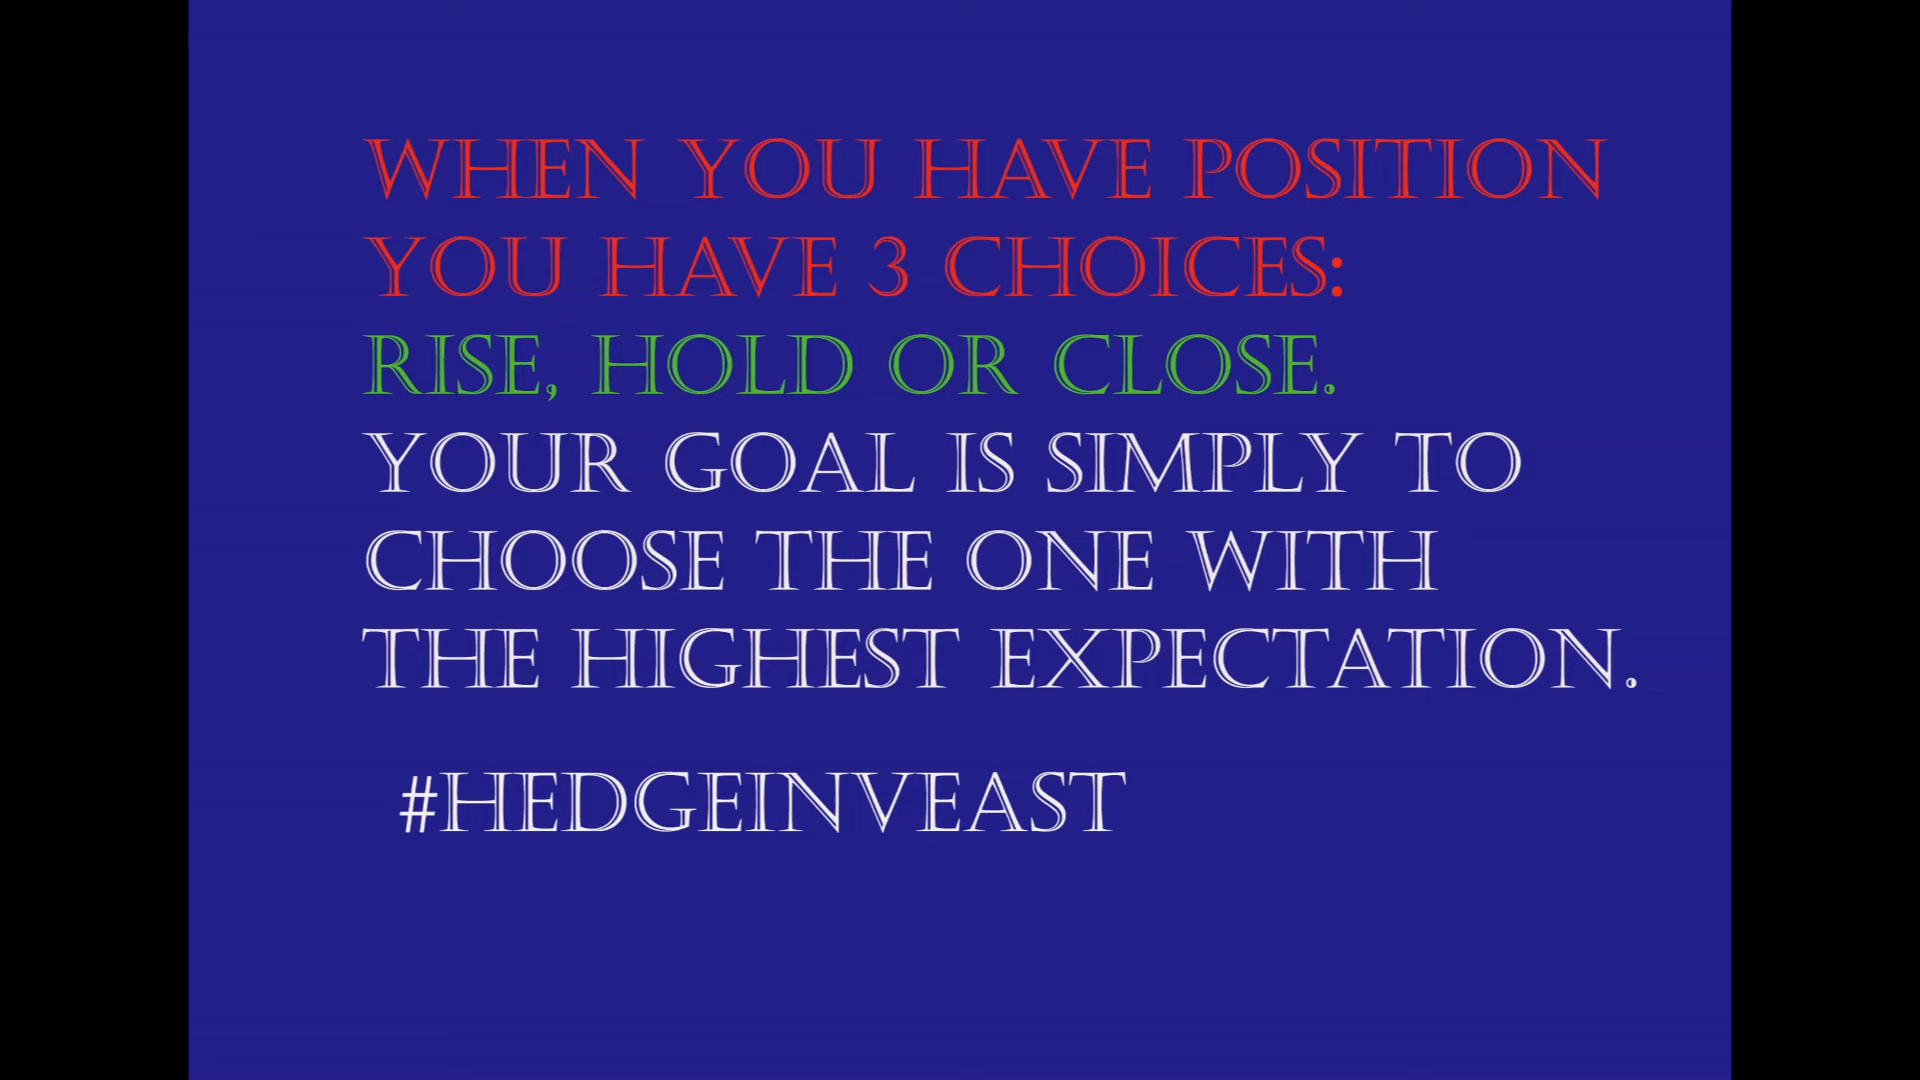 WHEN YOU HAVE POSITION
YOU HAVE 3 CHOICES:
RISE, HOLD OR CLOSE.
YOUR GOAL IS SIMPLY TO
CHOOSE THE ONE WITH
THE HIGHEST EXPECTATION.
#HEDGEINVEAST